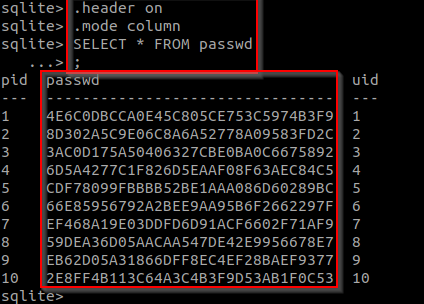 sqlite> .header on
sqlite> .mode column
sqlite> SELECT * FROM passwd
...> ;
pid passwd uid
--- -------------------------------- ---
1 4E6C0DBCCA0E45C805CE753C5974B3F9 1
2 8D302A5C9E06C8A6A52778A09583FD2C 2
3 3AC0D175A50406327CBE0BA0C6675892 3
4 6D5A4277C1F826D5EAAF08F63AEC84C5 4
5 CDF78099FBBBB52BE1AAA086D60289BC 5
6 66E85956792A2BEE9AA95B6F2662297F 6
7 EF468A19E03DDFD6D91ACF6602F71AF9 7
8 59DEA36D05AACAA547DE42E9956678E7 8
9 EB62D05A31866DFF8EC4EF28BAEF9377 9
10 2E8FF4B113C64A3C4B3F9D53AB1F0C53 10
sqlite>